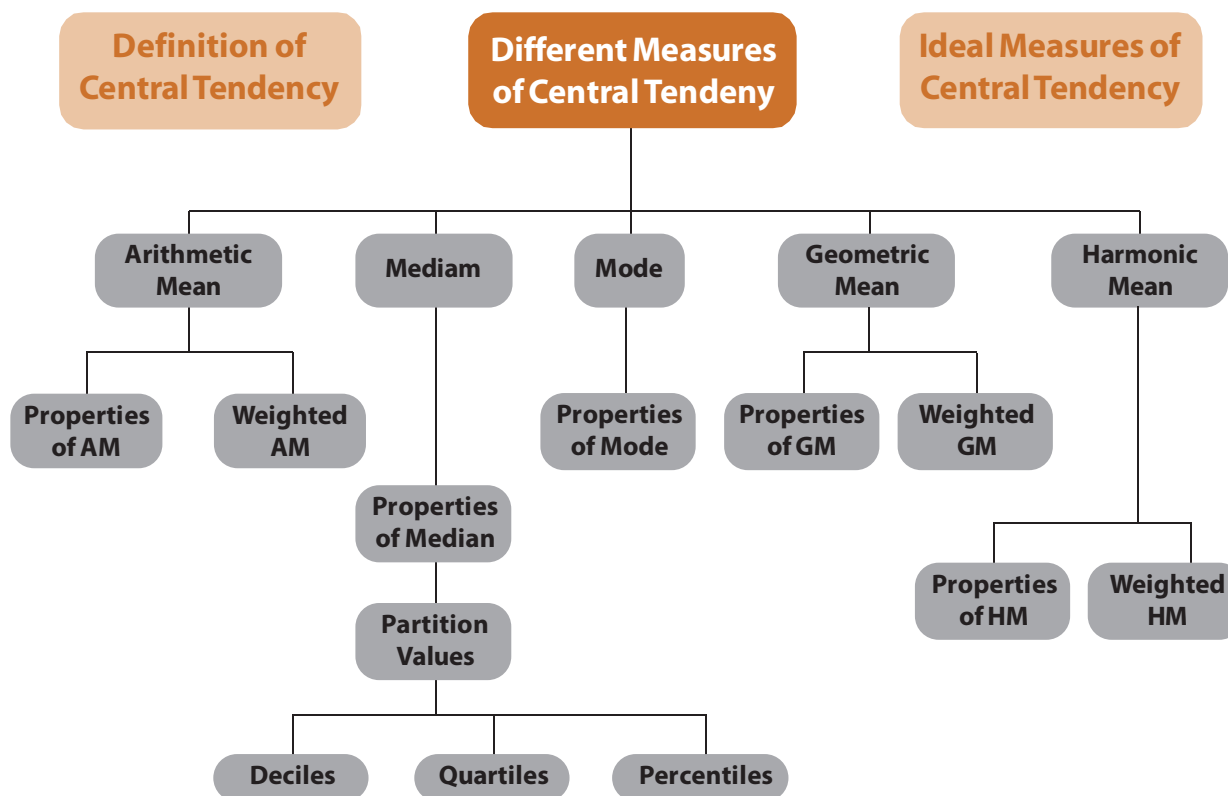 Definition of
Central Tendency
Different Measures
of Central Tendeny
Ideal Measures of
Central Tendency
Arithmetic
Mean
Mediam
Mode
Geometric
Mean
Harmonic
Mean
Properties
of AM
Weighted
AM
Properties
of Mode
Properties
of GM
Weighted
GM
Properties
of Median
Properties
of HM
Weighted
HM
Partition
Values
Deciles
Quartiles
Percentiles